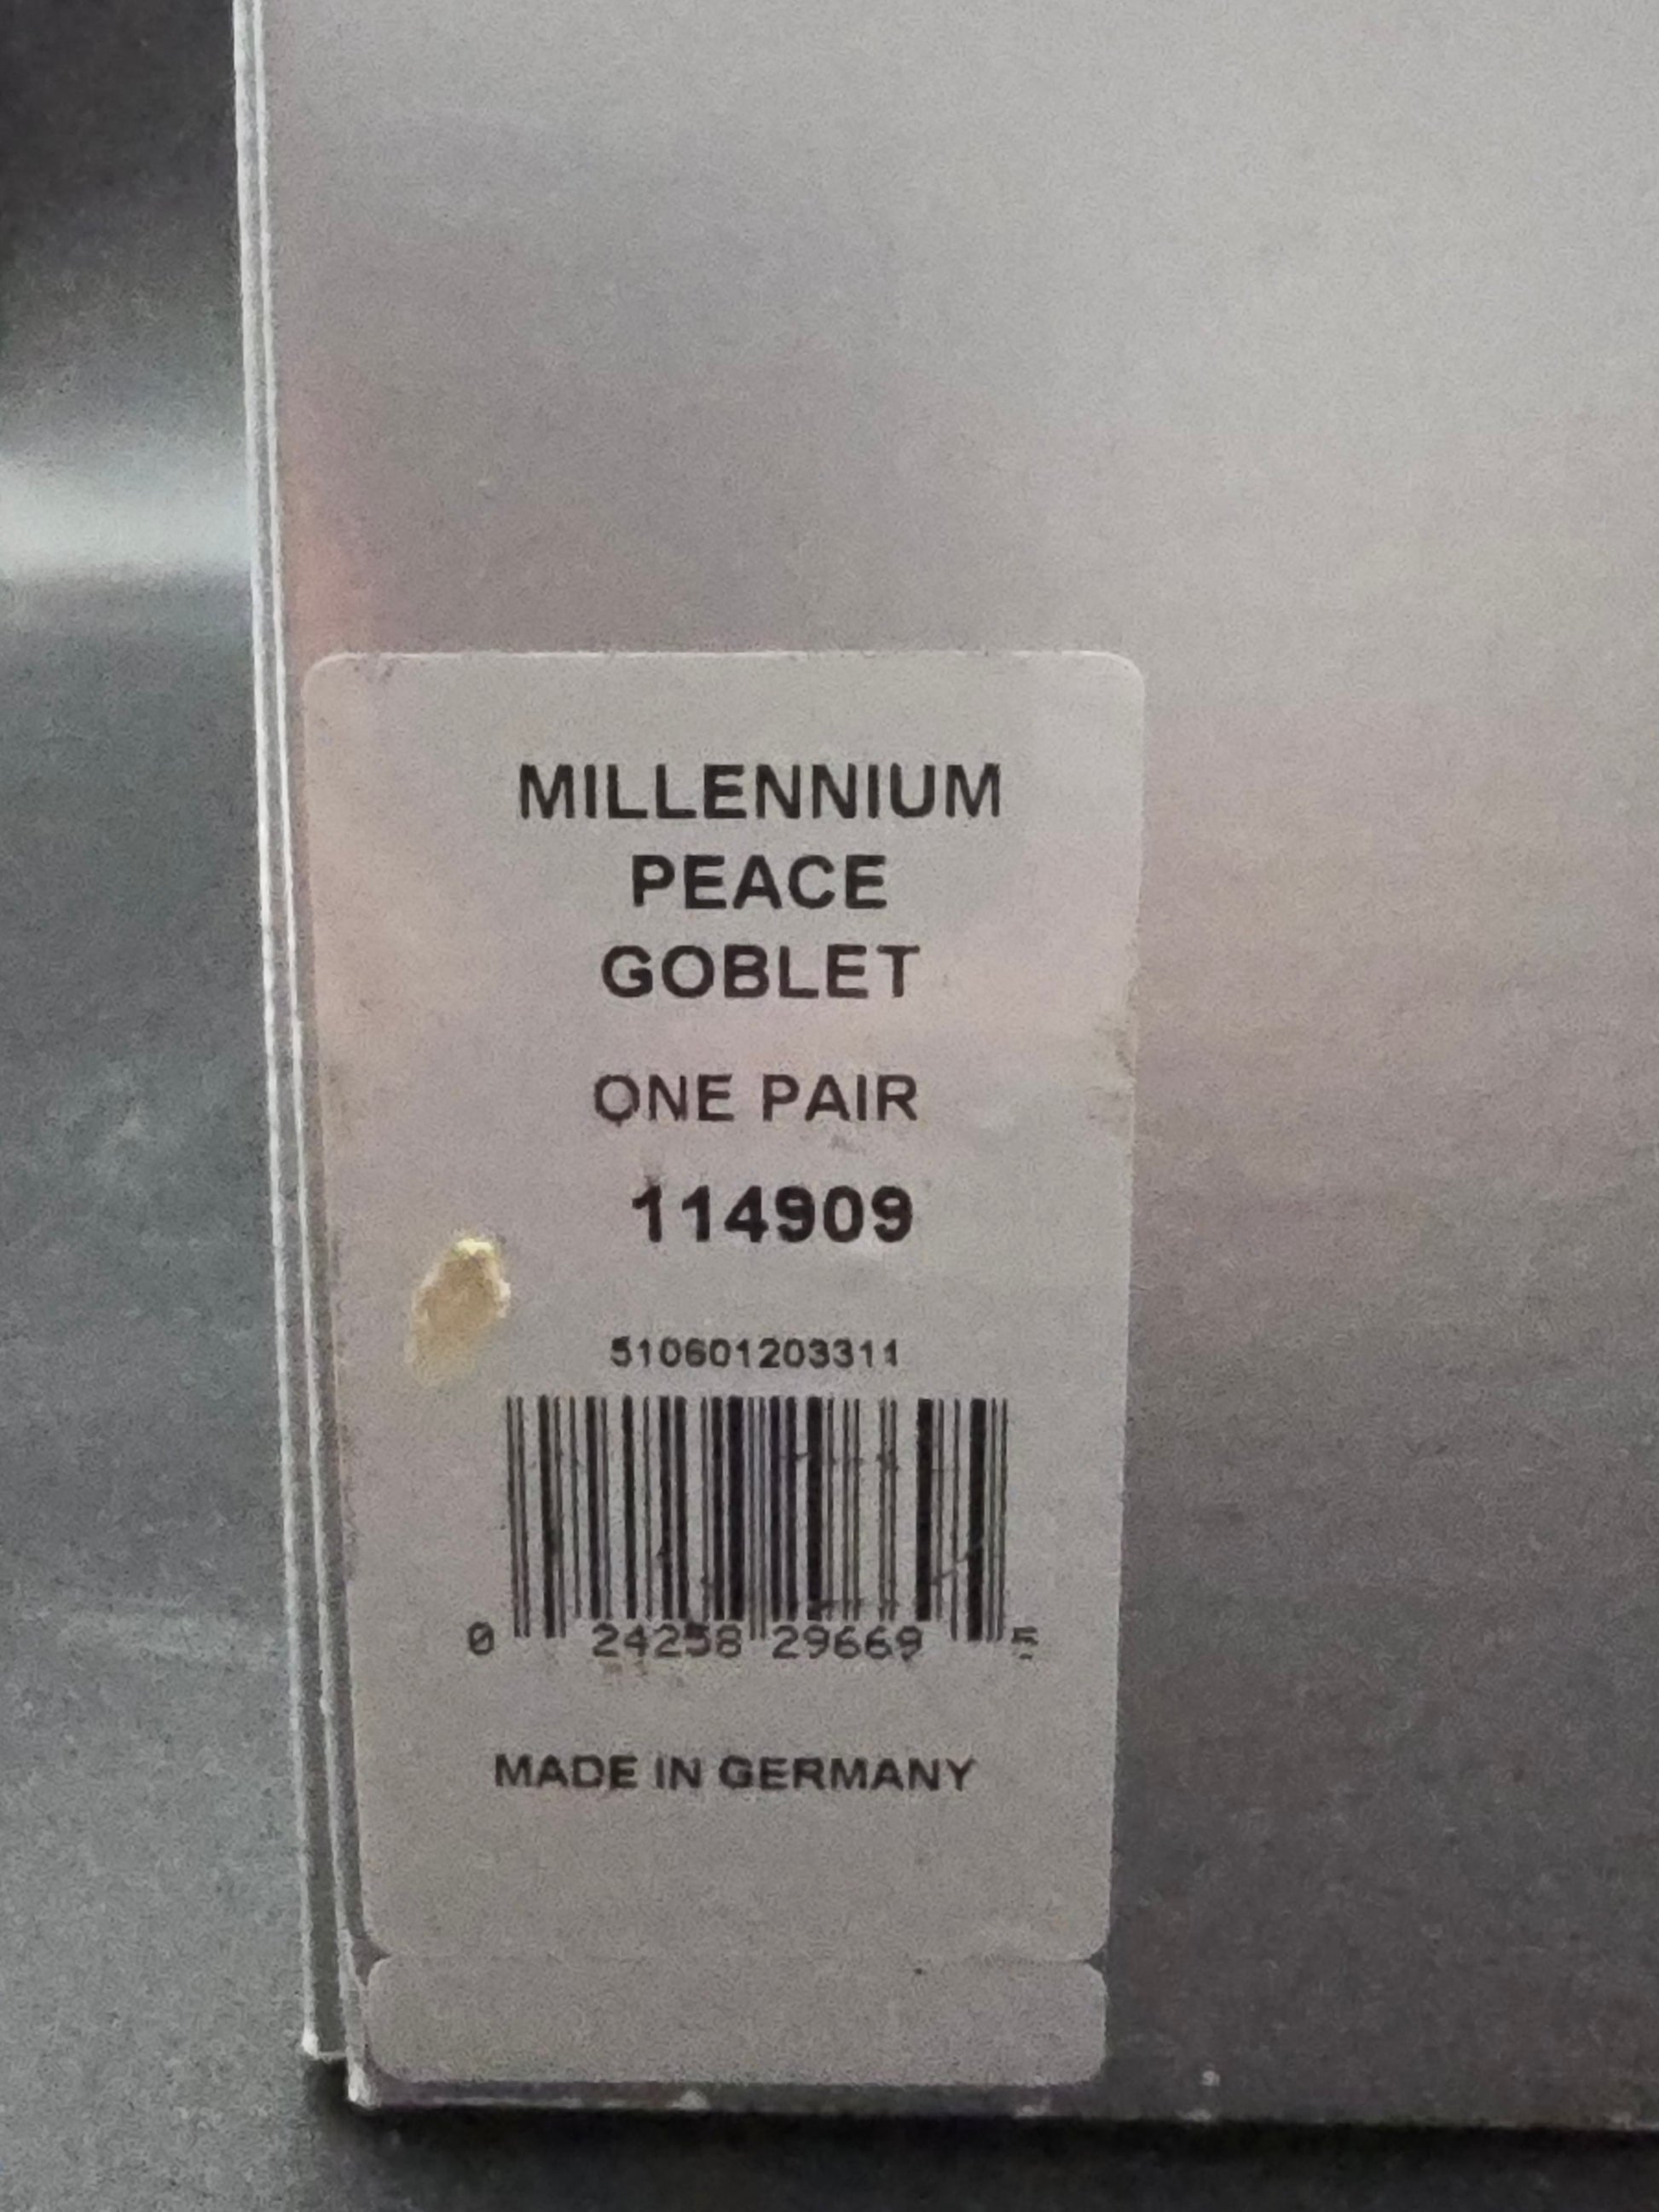 MILLENNIUM
PEACE
GOBLET
ONE PAIR
114909
510601203311
0 24258 29669 5
MADE IN GERMANY